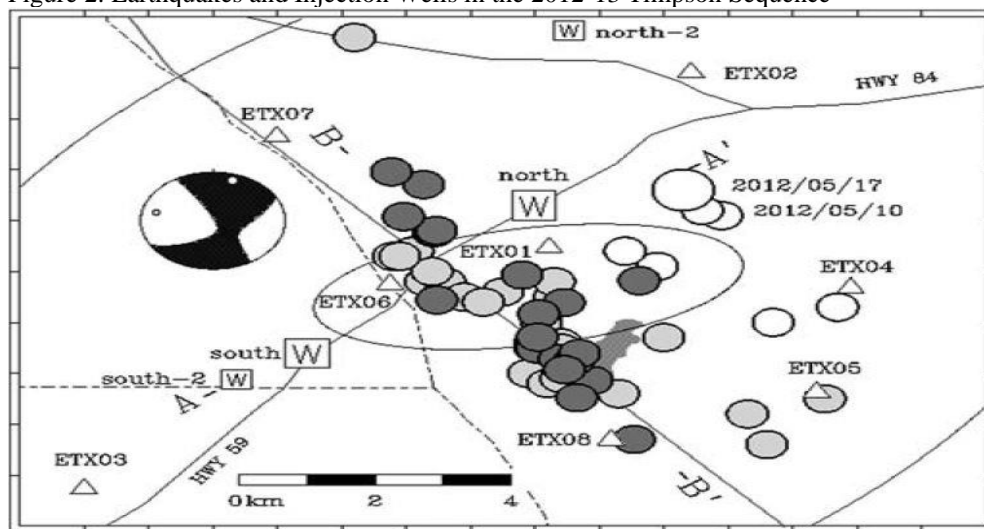 Figure 2: Earthquakes and Injection Wells in the 2012-13 Timpson Sequence
W north-2
ETX02
HWY 84
ETX07
B-
-A'
north
W
2012/05/17
2012/05/10
ETX01
ETX04
ETX06
south W
south-2 W
A-
ETX05
ETX08
HWY 59
ETX03
-B'
0km 2 4